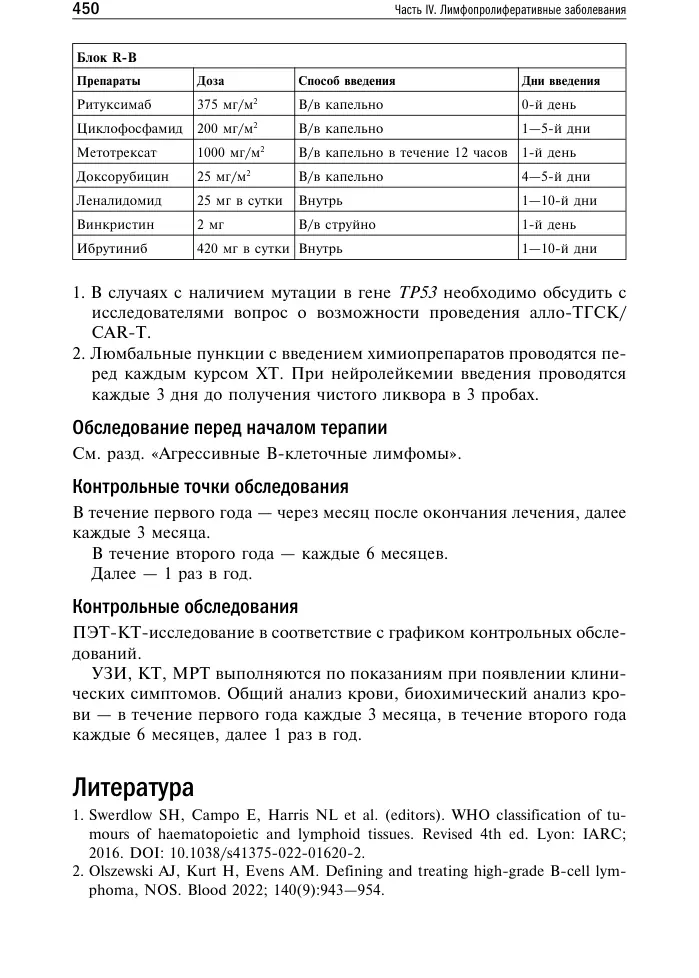 450
Часть IV. Лимфопролиферативные заболевания
Блок R-B
Препараты Доза Способ введения Дни введения
Ритуксимаб 375 мг/м² В/в капельно 0-й день
Циклофосфамид 200 мг/м² В/в капельно 1—5-й дни
Метотрексат 1000 мг/м² В/в капельно в течение 12 часов 1-й день
Доксорубицин 25 мг/м² В/в капельно 4—5-й дни
Леналидомид 25 мг в сутки Внутрь 1—10-й дни
Винкристин 2 мг В/в струйно 1-й день
Ибрутиниб 420 мг в сутки Внутрь 1—10-й дни
1. В случаях с наличием мутации в гене TP53 необходимо обсудить с
исследователями вопрос о возможности проведения алло-ТГСК/
CAR-T.
2. Люмбальные пункции с введением химиопрепаратов проводятся пе-
ред каждым курсом ХТ. При нейролейкемии введения проводятся
каждые 3 дня до получения чистого ликвора в 3 пробах.
Обследование перед началом терапии
См. разд. «Агрессивные В-клеточные лимфомы».
Контрольные точки обследования
В течение первого года — через месяц после окончания лечения, далее
каждые 3 месяца.
В течение второго года — каждые 6 месяцев.
Далее — 1 раз в год.
Контрольные обследования
ПЭТ-КТ-исследование в соответствие с графиком контрольных обсле-
дований.
УЗИ, КТ, МРТ выполняются по показаниям при появлении клини-
ческих симптомов. Общий анализ крови, биохимический анализ кро-
ви — в течение первого года каждые 3 месяца, в течение второго года
каждые 6 месяцев, далее 1 раз в год.
Литература
1. Swerdlow SH, Campo E, Harris NL et al. (editors). WHO classification of tu-
mours of haematopoietic and lymphoid tissues. Revised 4th ed. Lyon: IARC;
2016. DOI: 10.1038/s41375-022-01620-2.
2. Olszewski AJ, Kurt H, Evens AM. Defining and treating high-grade B-cell lym-
phoma, NOS. Blood 2022; 140(9):943—954.